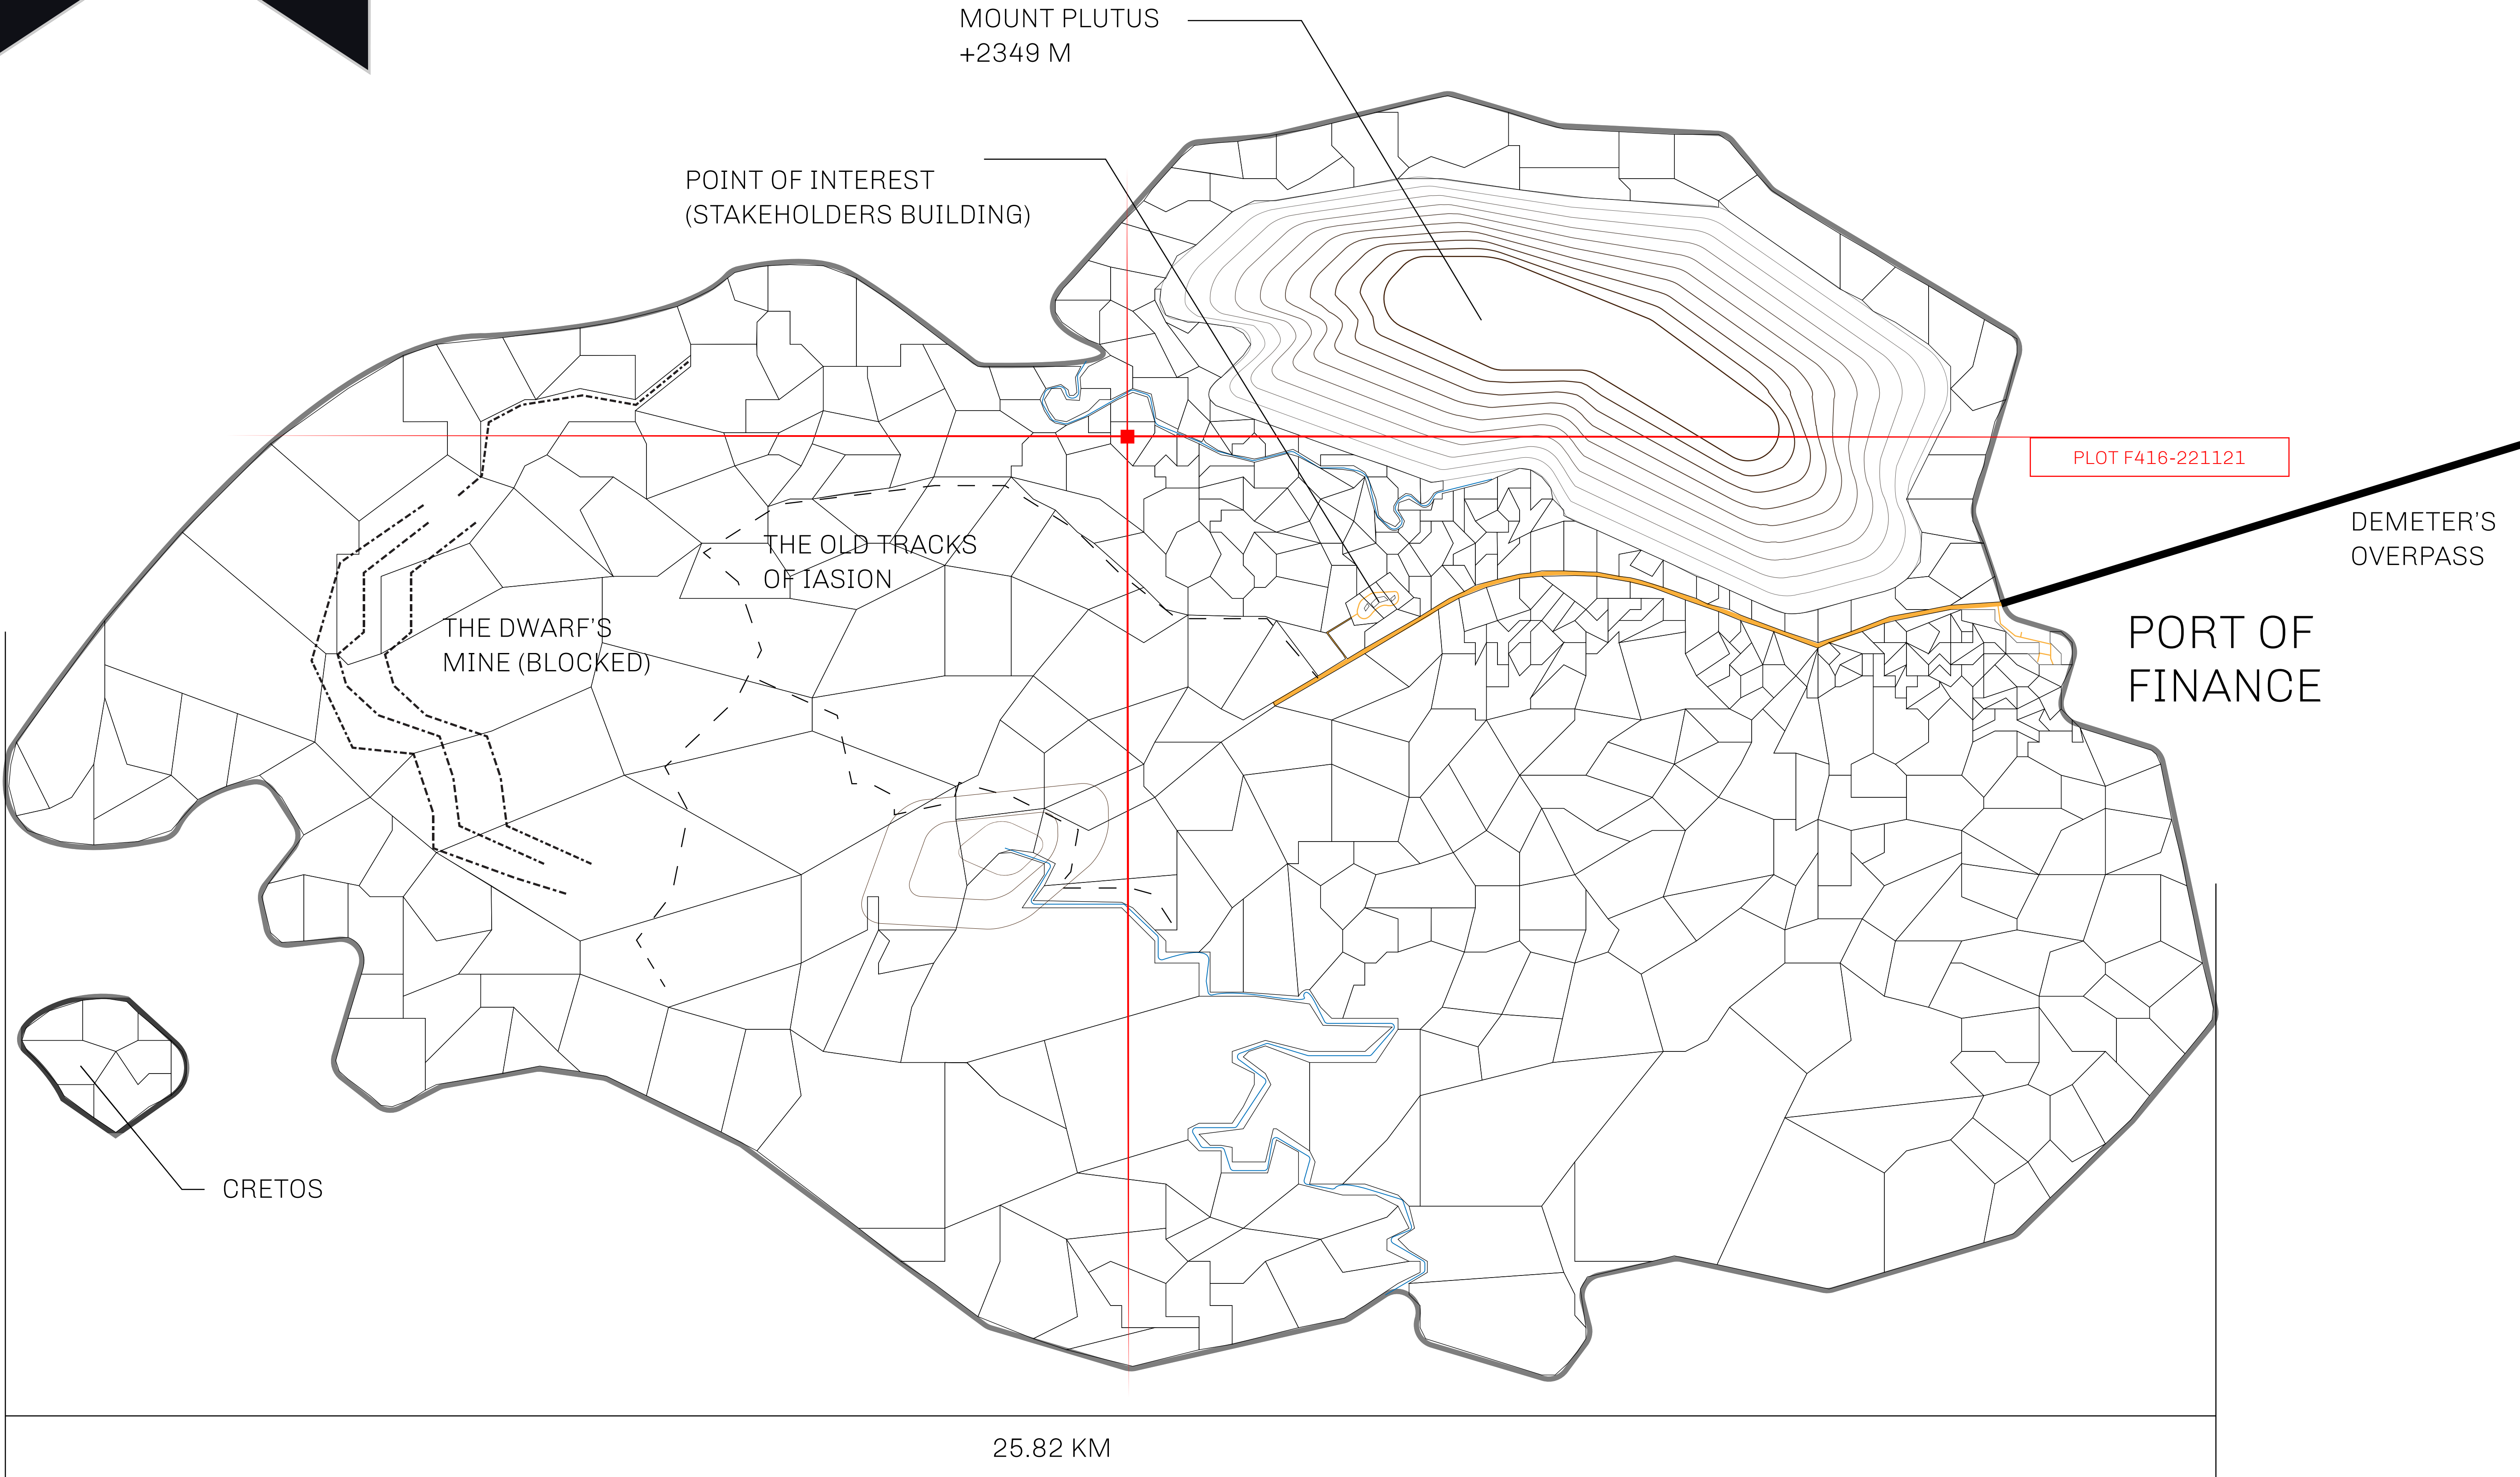 MOUNT PLUTUS
+2349 M
POINT OF INTEREST
(STAKEHOLDERS BUILDING)
PLOT F416-221121
DEMETER'S
OVERPASS
THE OLD TRACKS
OF IASION
THE DWARF'S
MINE (BLOCKED)
PORT OF
FINANCE
CRETOS
25.82 KM